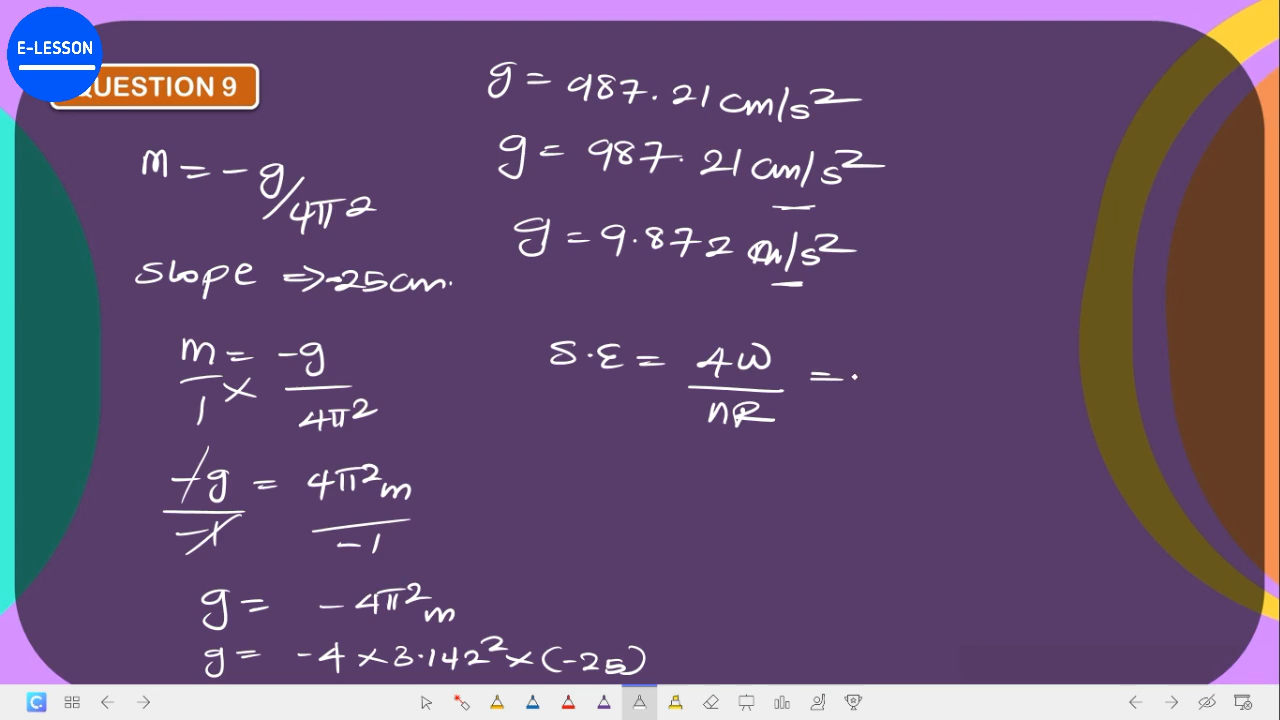 E-LESSON
QUESTION 9
m = - g/4π2
slope => -25cm.
m/1 × = -g/4π2
-g/-1 = 4π2m/-1
g = - 4π2m
g = -4 × 3.1422 × (-25)
g = 987.21 cm/s2
g = 987.21 cm/s2
g = 9.872 m/s2
S.E = 4W/nR = .